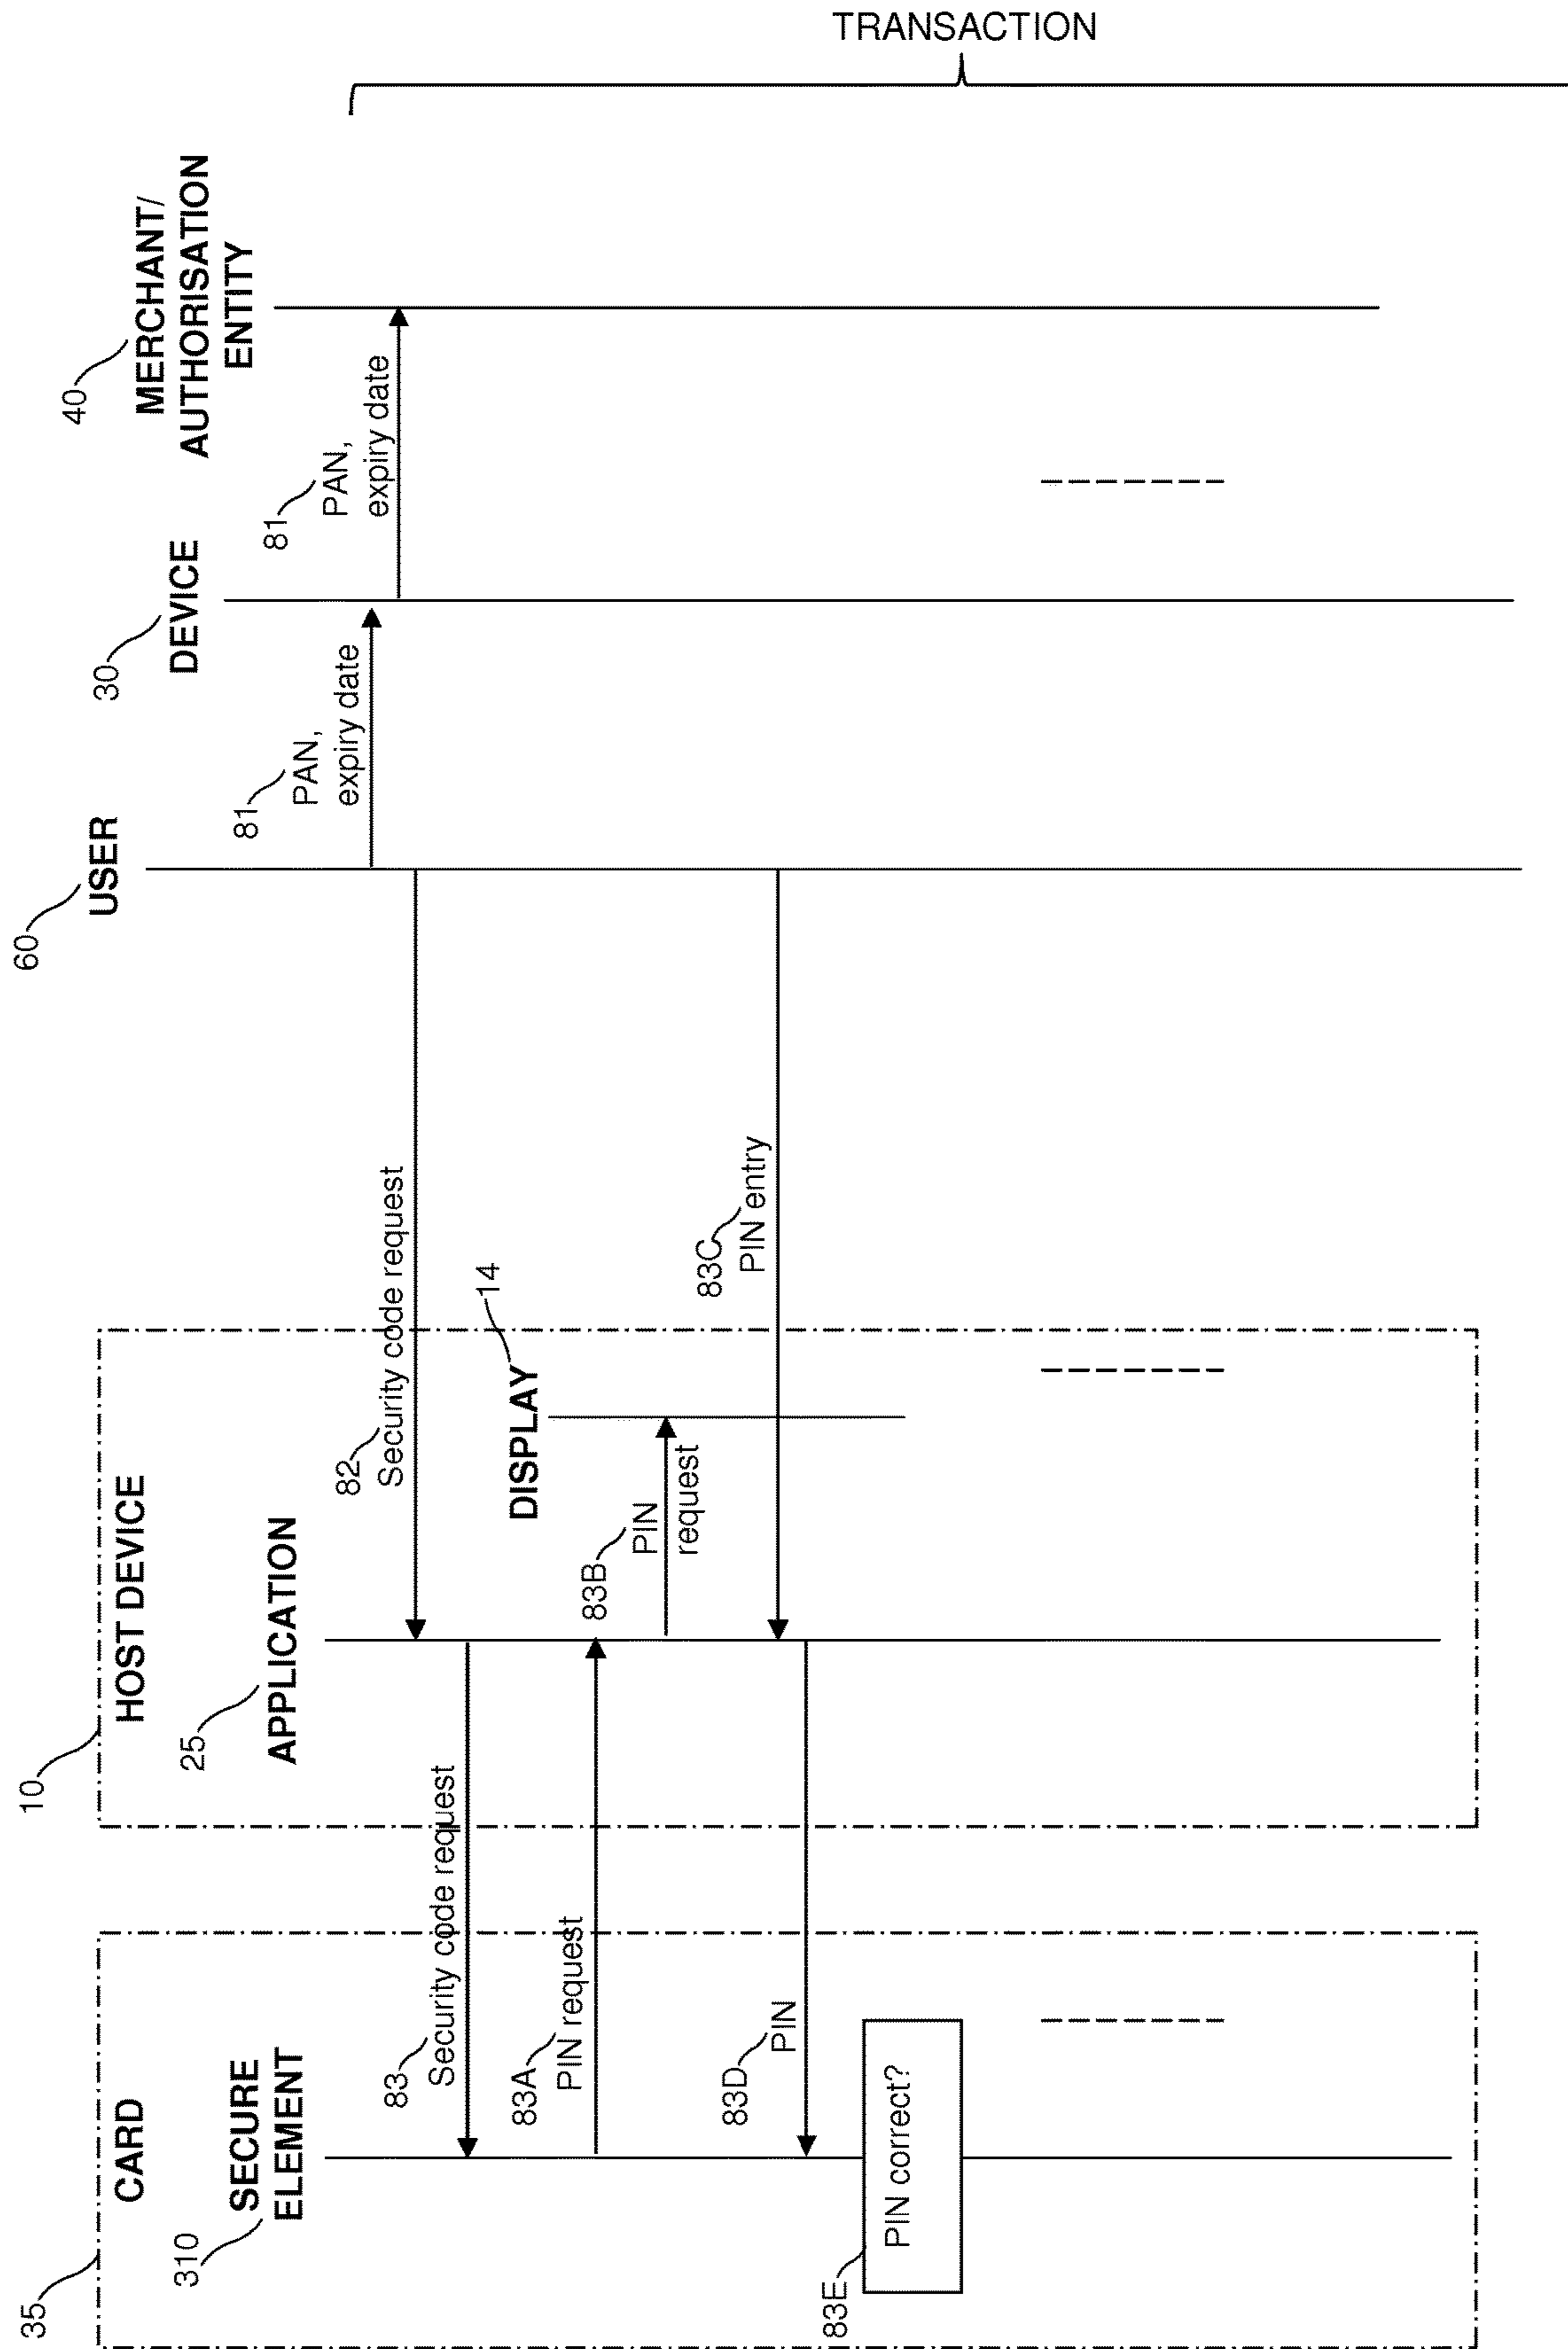 35
CARD
310
SECURE
ELEMENT
10
HOST DEVICE
25
APPLICATION
60
USER
30
DEVICE
40
MERCHANT/
AUTHORISATION
ENTITY
TRANSACTION
81
PAN,
expiry date
81
PAN,
expiry date
82
Security code request
83
Security code request
DISPLAY
14
83A
PIN request
83B
PIN
request
83C
PIN entry
83D
PIN
83E
PIN correct?